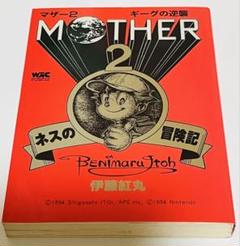 マザー2 ギーグの逆襲
MOTHER
2
WSC
ネスの
冒険記
Benimaru Itoh
伊藤紅丸
©1994 Shigesato ITOI/APE inc. ©1994 Nintendo